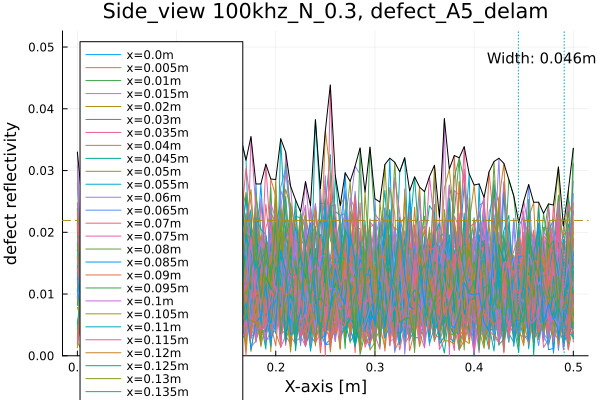 Side_view 100khz_N_0.3, defect_A5_delam
Width: 0.046m
defect reflectivity
0.05
0.04
0.03
0.02
0.01
0.00
x=0.0m
x=0.005m
x=0.01m
x=0.015m
x=0.02m
x=0.03m
x=0.035m
x=0.04m
x=0.045m
x=0.05m
x=0.055m
x=0.06m
x=0.065m
x=0.07m
x=0.075m
x=0.08m
x=0.085m
x=0.09m
x=0.095m
x=0.1m
x=0.105m
x=0.11m
x=0.115m
x=0.12m
x=0.125m
x=0.13m
x=0.135m
0.2 0.3 0.4 0.5
X-axis [m]